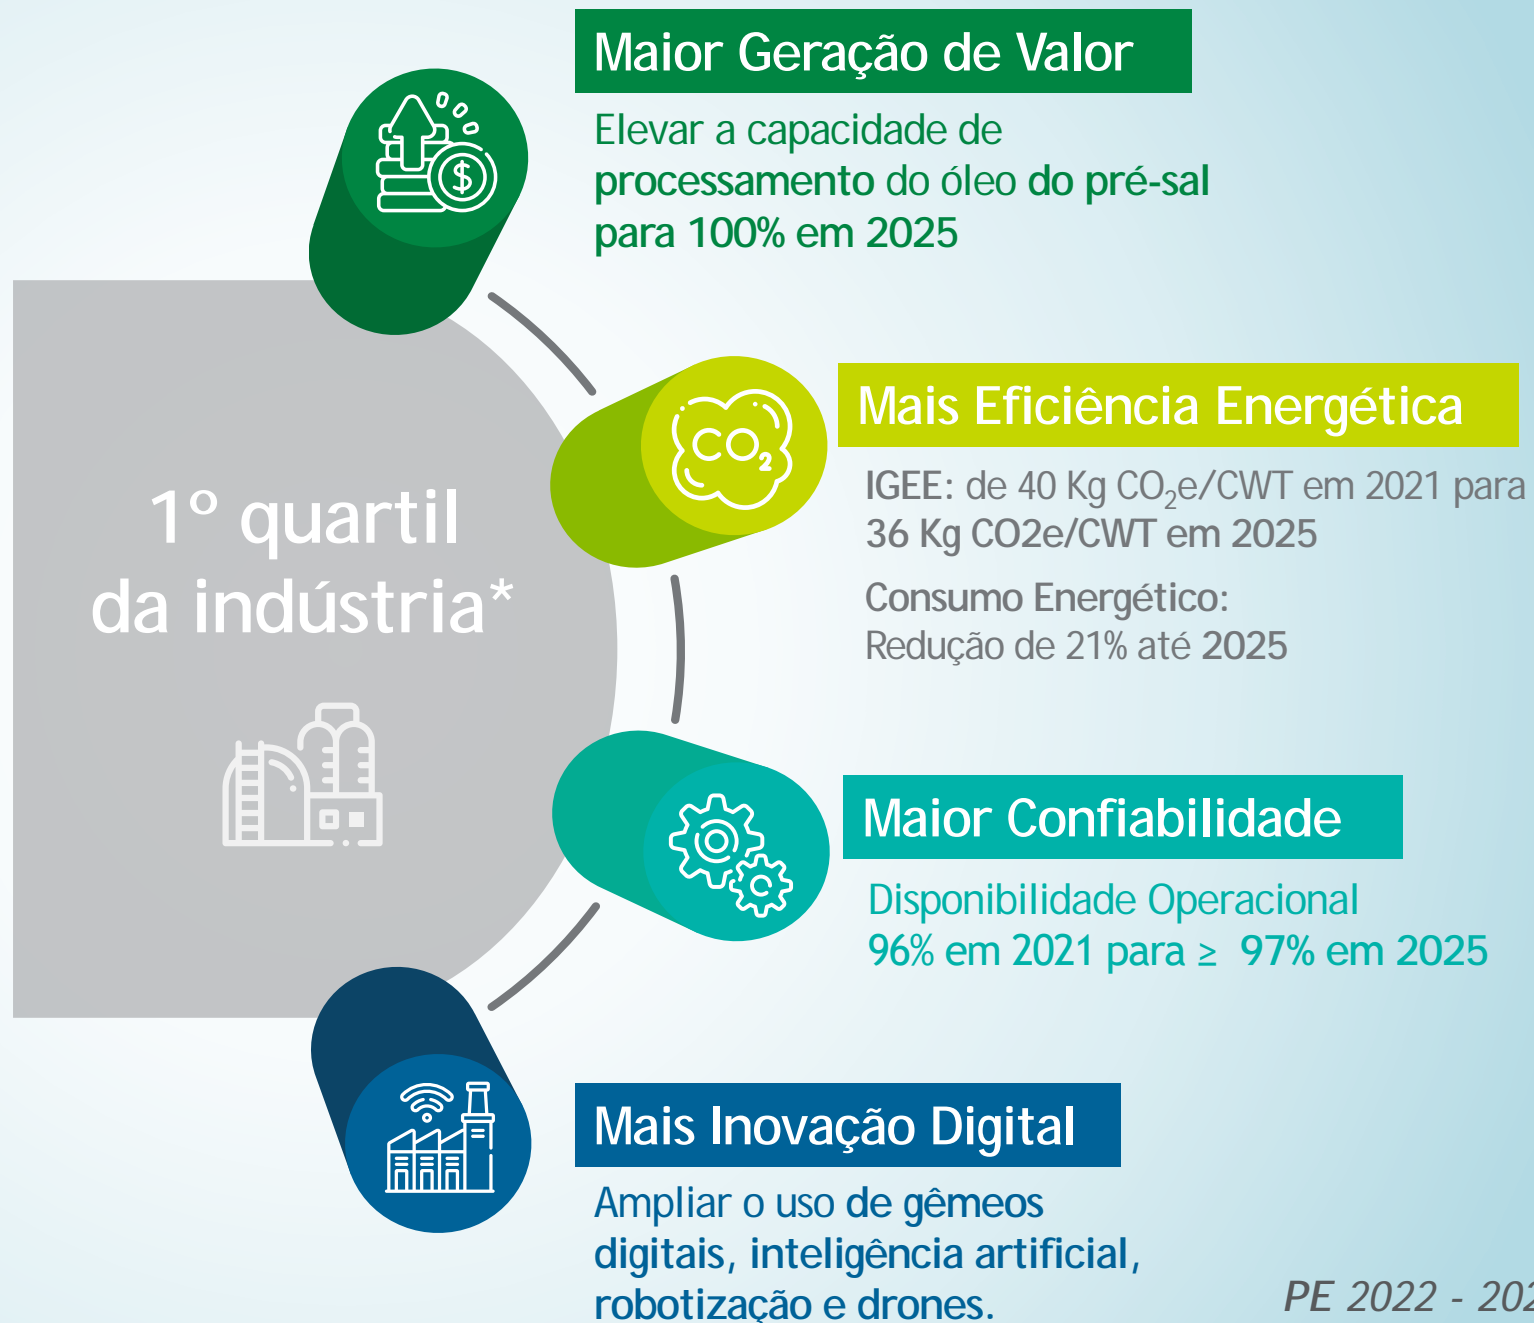 Maior Geração de Valor
Elevar a capacidade de
processamento do óleo do pré-sal
para 100% em 2025
1º quartil
da indústria*
CO2
Mais Eficiência Energética
IGEE: de 40 Kg CO₂e/CWT em 2021 para
36 Kg CO2e/CWT em 2025
Consumo Energético:
Redução de 21% até 2025
Maior Confiabilidade
Disponibilidade Operacional
96% em 2021 para ≥ 97% em 2025
Mais Inovação Digital
Ampliar o uso de gêmeos
digitais, inteligência artificial,
robotização e drones.
PE 2022 -